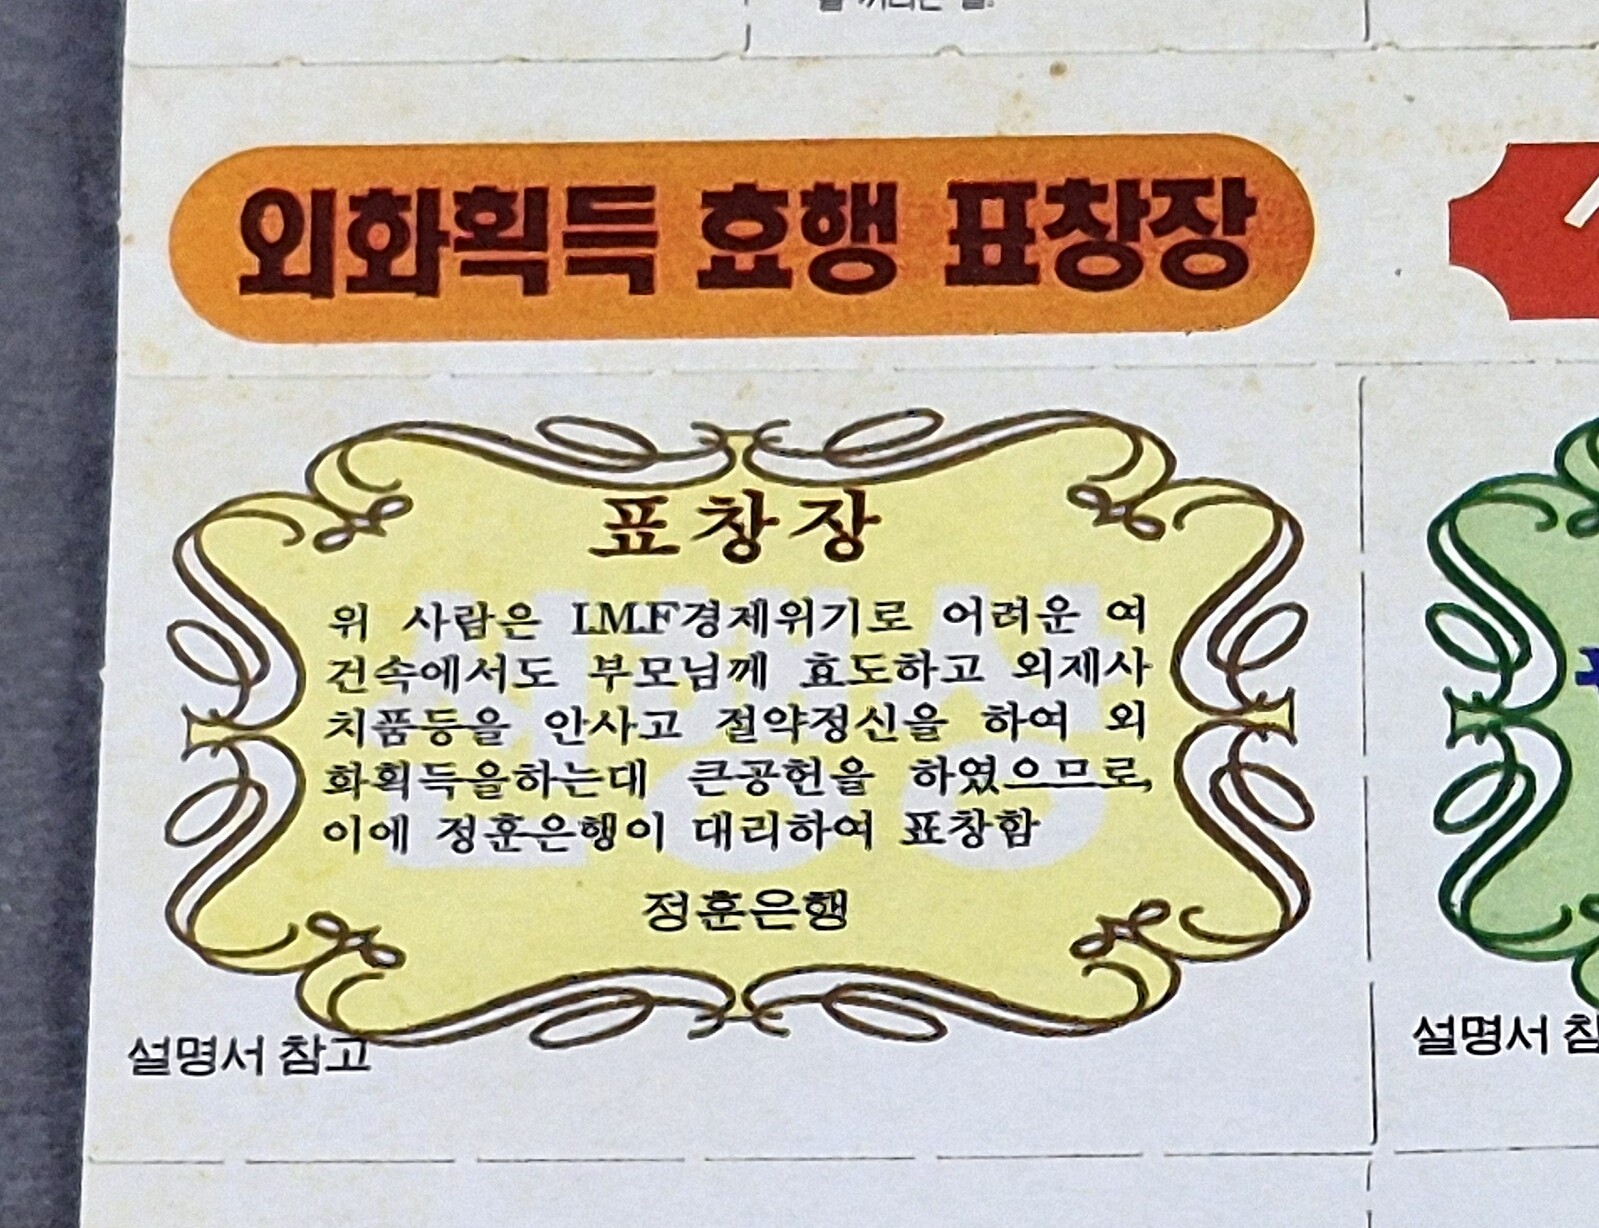 외화획득 효행 표창장
표창장
위 사람은 I.M.F경제위기로 어려운 여
건속에서도 부모님께 효도하고 외제사
치품등을 안사고 절약정신을 하여 외
화획득을하는대 큰공헌을 하였으므로,
이에 정훈은행이 대리하여 표창함
정훈은행
설명서 참고
설명서 참